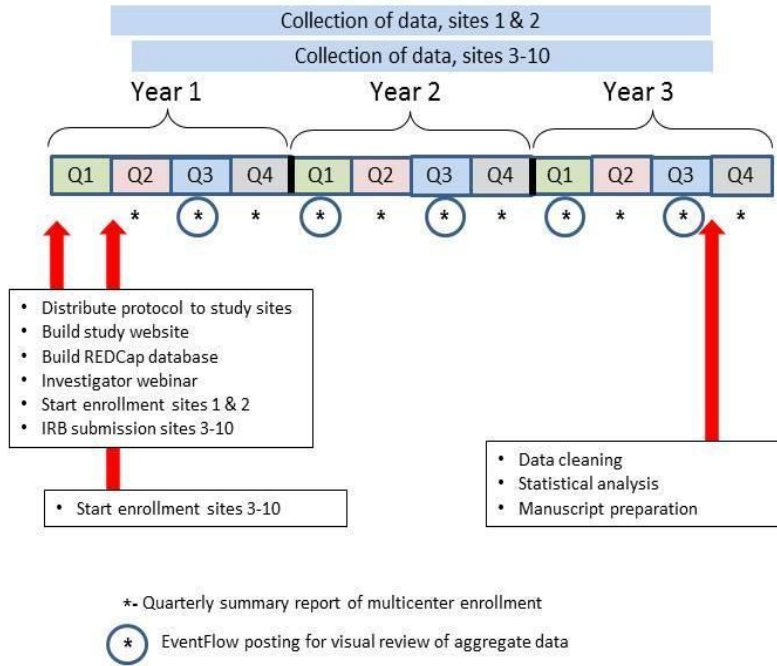 Collection of data, sites 1 & 2
Collection of data, sites 3-10
Year 1 Year 2 Year 3
Q1 Q2 Q3 Q4 Q1 Q2 Q3 Q4 Q1 Q2 Q3 Q4
* * * * * * * * * * *
• Distribute protocol to study sites
• Build study website
• Build REDCap database
• Investigator webinar
• Start enrollment sites 1 & 2
• IRB submission sites 3-10
• Start enrollment sites 3-10
• Data cleaning
• Statistical analysis
• Manuscript preparation
*- Quarterly summary report of multicenter enrollment
* EventFlow posting for visual review of aggregate data